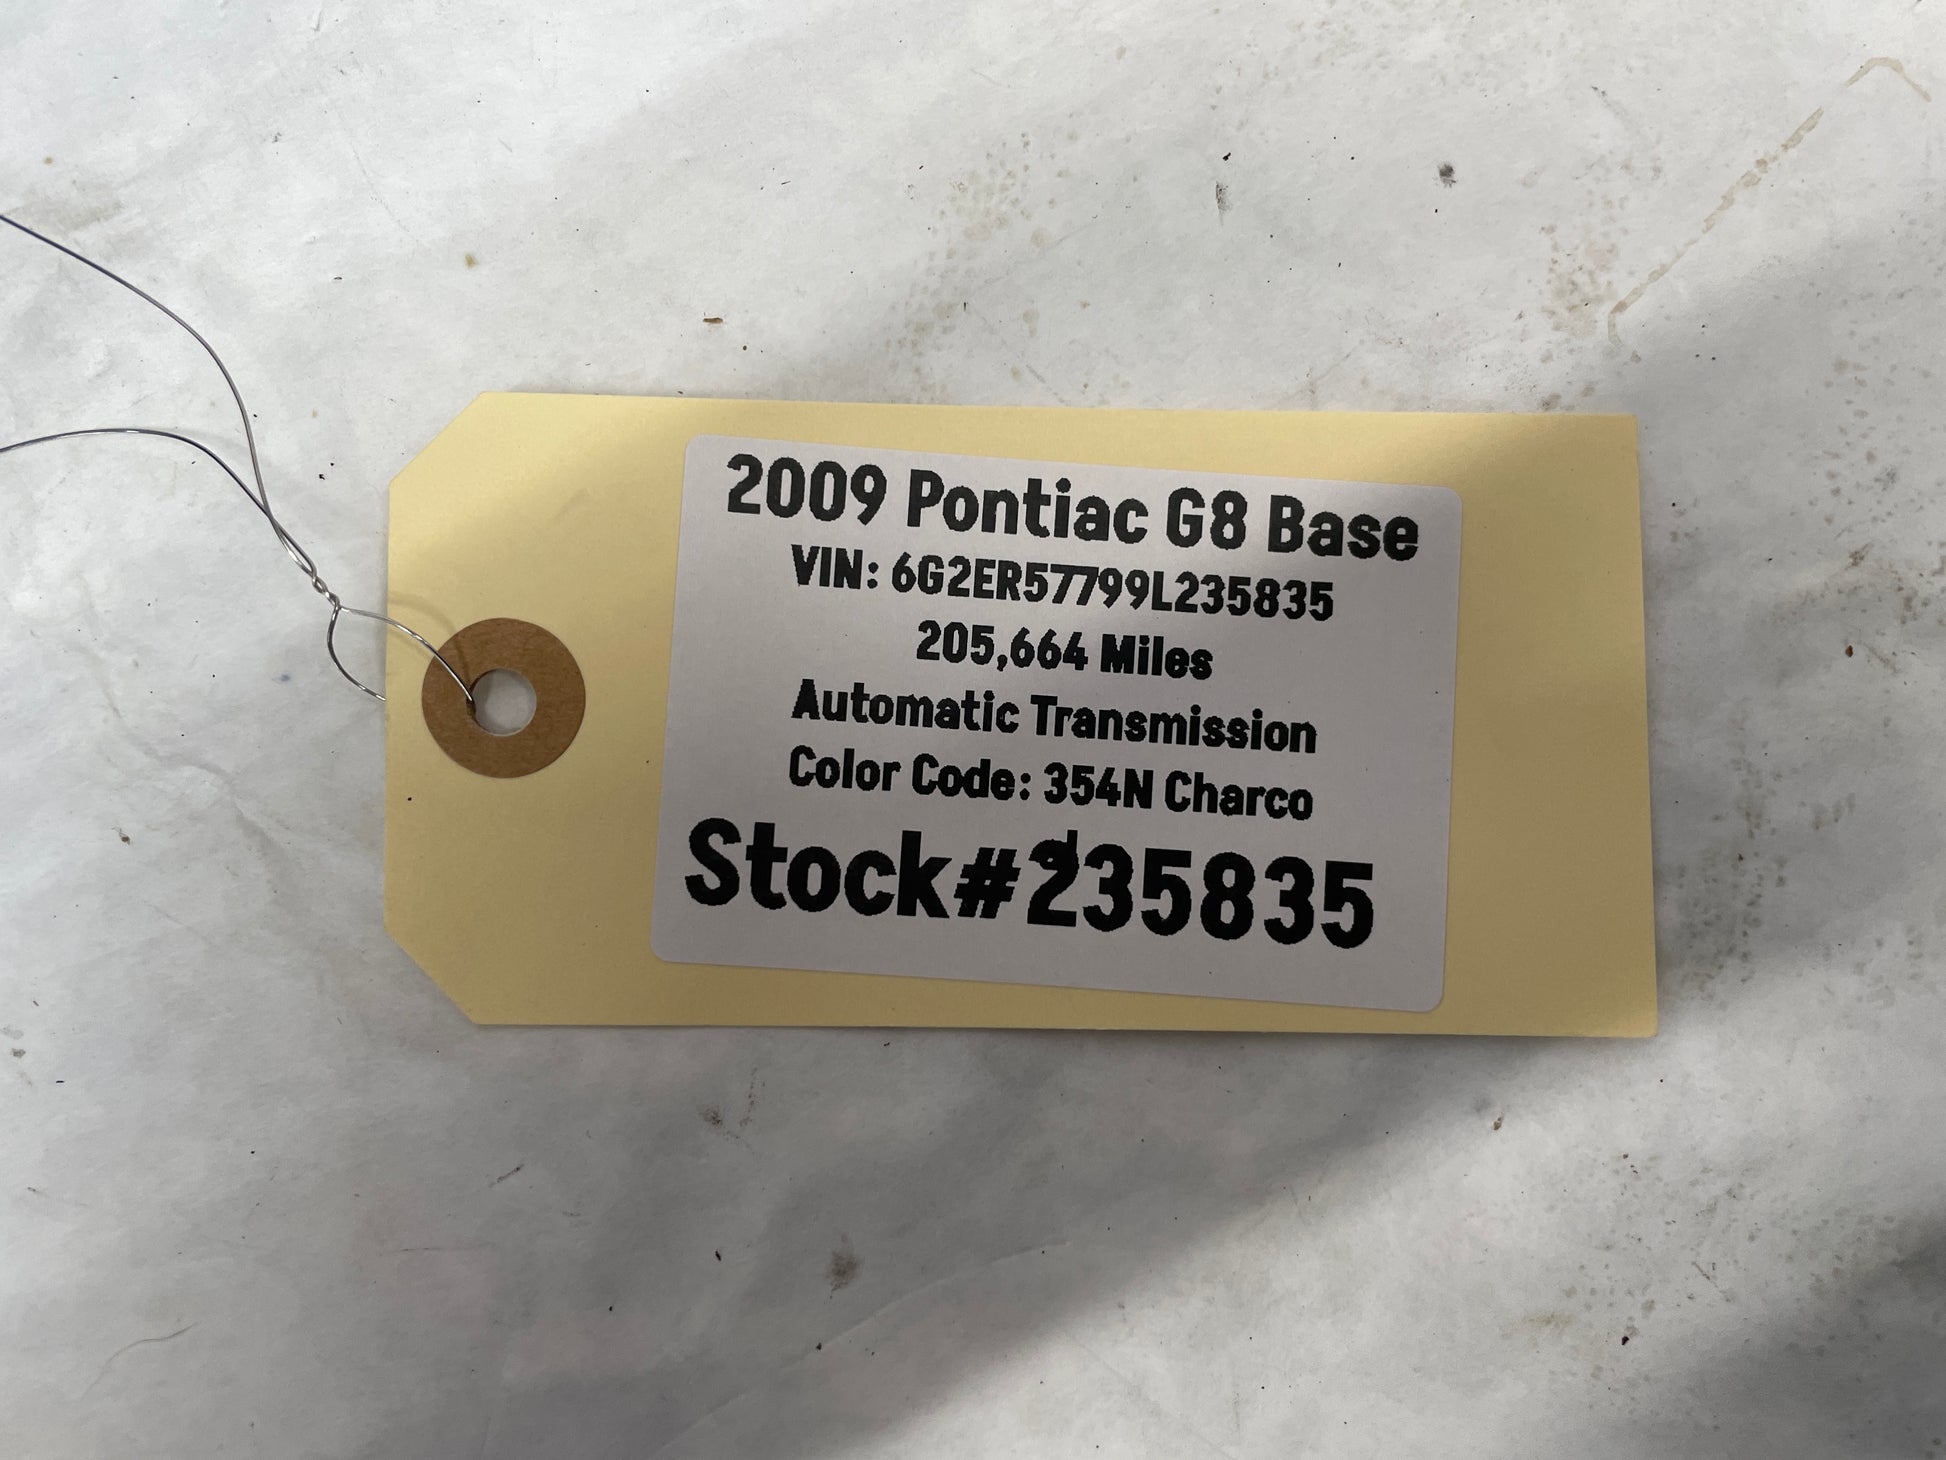 2009 Pontiac G8 Base
VIN: 6G2ER57799L235835
205,664 Miles
Automatic Transmission
Color Code: 354N Charco
Stock#235835